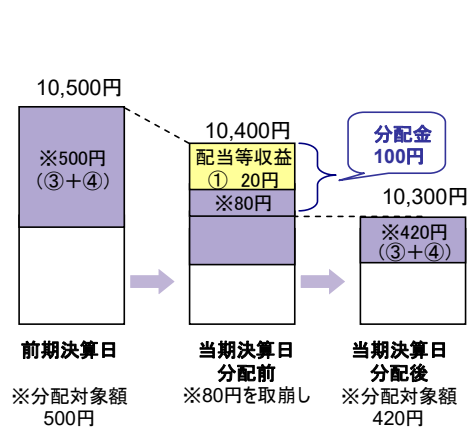 10,500円
※500円
(③+④)
前期決算日
※分配対象額
500円
10,400円
配当等収益
① 20円
※80円
当期決算日
分配前
※80円を取崩し
分配金
100円
10,300円
※420円
(③+④)
当期決算日
分配後
※分配対象額
420円